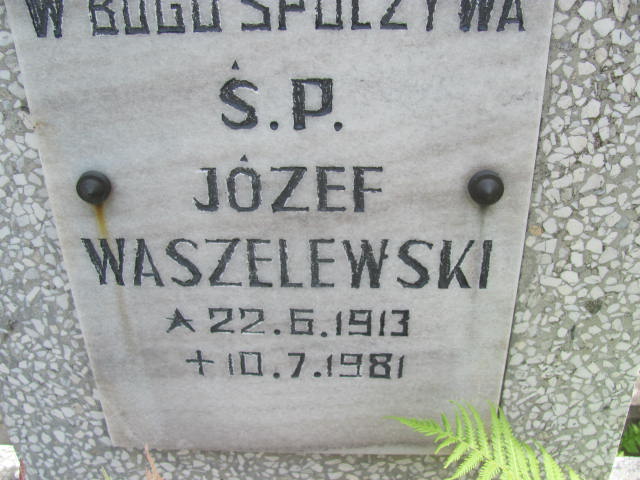 W BOGU SPOCZYWA
Ś.P.
JÓZEF
WASZELEWSKI
★ 22.6.1913
+ 10.7.1981